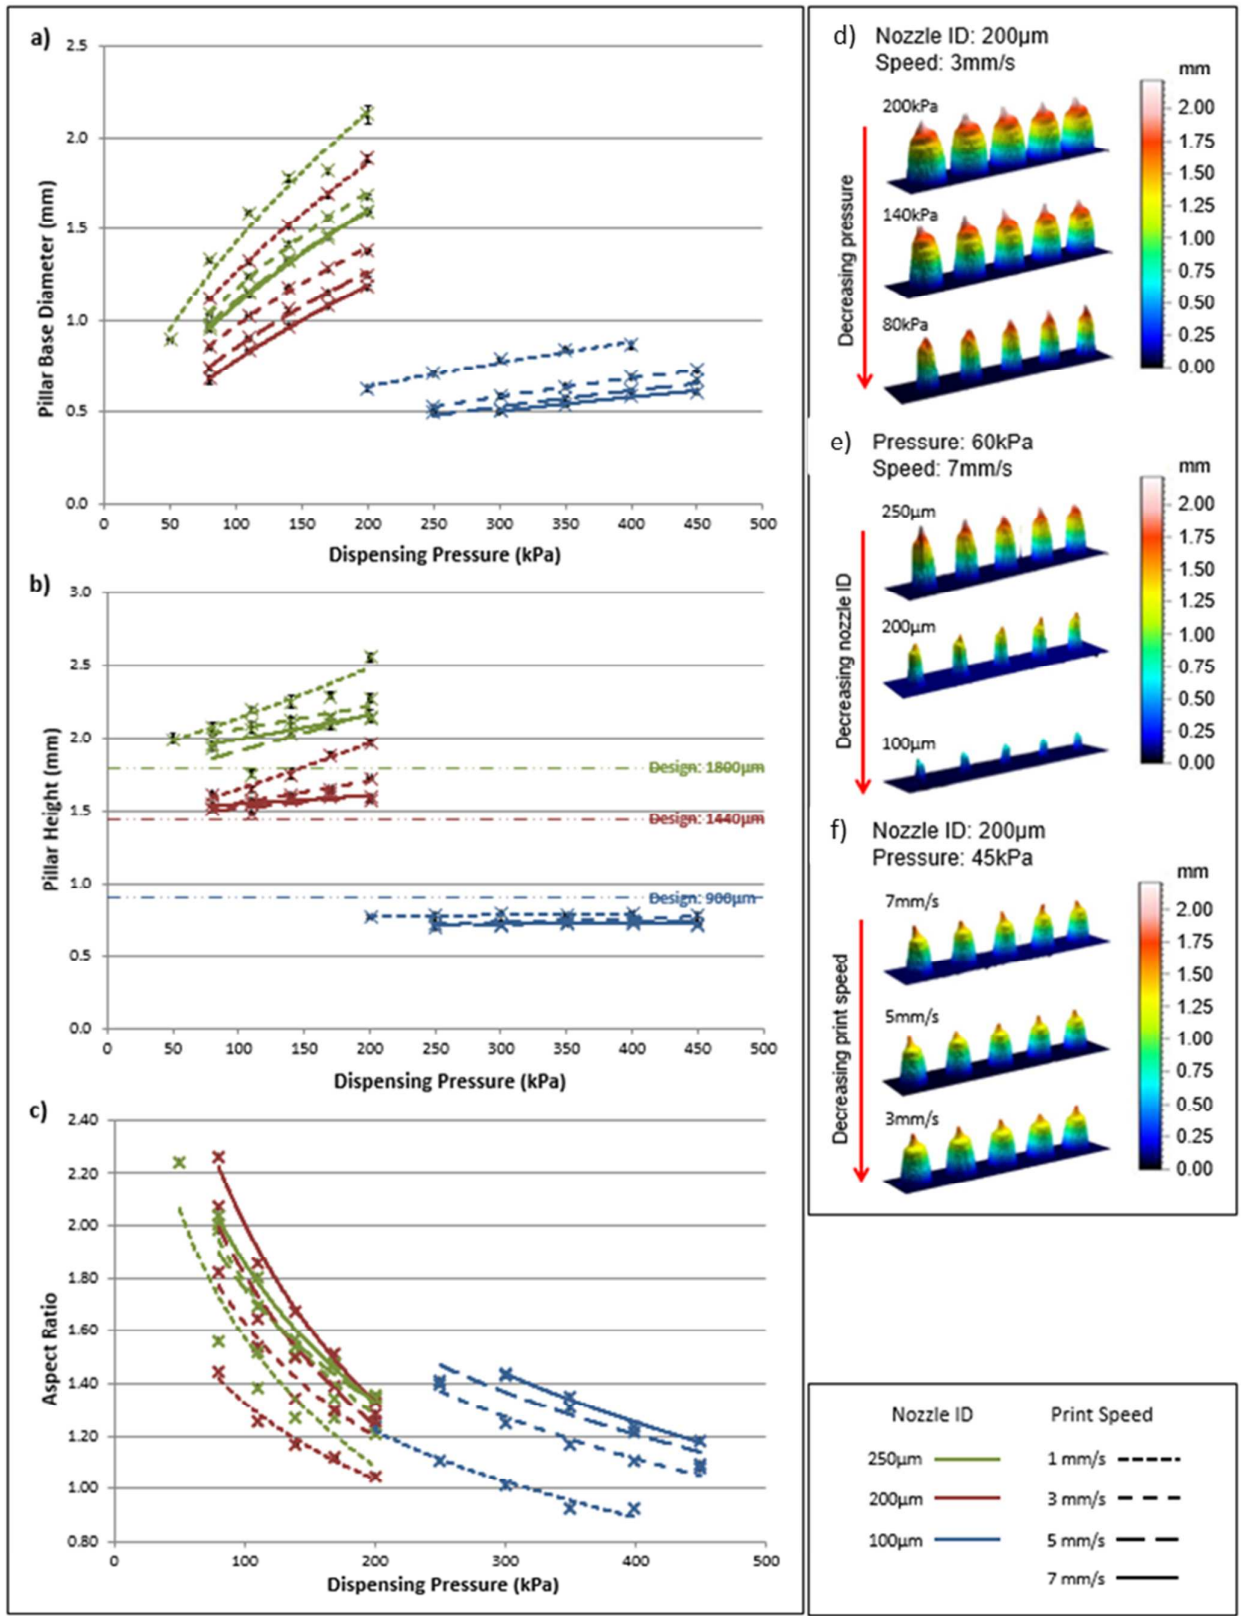 a)
2.5
2.0
1.5
1.0
0.5
0.0
Pillar Base Diameter (mm)
0 50 100 150 200 250 300 350 400 450 500
Dispensing Pressure (kPa)
b)
3.0
2.5
2.0
1.5
1.0
0.5
0.0
Pillar Height (mm)
Design: 1800µm
Design: 1440µm
Design: 900µm
0 50 100 150 200 250 300 350 400 450 500
Dispensing Pressure (kPa)
c)
2.40
2.20
2.00
1.80
1.60
1.40
1.20
1.00
0.80
Aspect Ratio
0 100 200 300 400 500
Dispensing Pressure (kPa)
d) Nozzle ID: 200µm
Speed: 3mm/s
mm
200kPa
140kPa
80kPa
Decreasing pressure
2.00
1.75
1.50
1.25
1.00
0.75
0.50
0.25
0.00
e) Pressure: 60kPa
Speed: 7mm/s
mm
250µm
200µm
100µm
Decreasing nozzle ID
2.00
1.75
1.50
1.25
1.00
0.75
0.50
0.25
0.00
f) Nozzle ID: 200µm
Pressure: 45kPa
mm
7mm/s
5mm/s
3mm/s
Decreasing print speed
2.00
1.75
1.50
1.25
1.00
0.75
0.50
0.25
0.00
Nozzle ID Print Speed
250µm 1 mm/s
200µm 3 mm/s
100µm 5 mm/s
7 mm/s